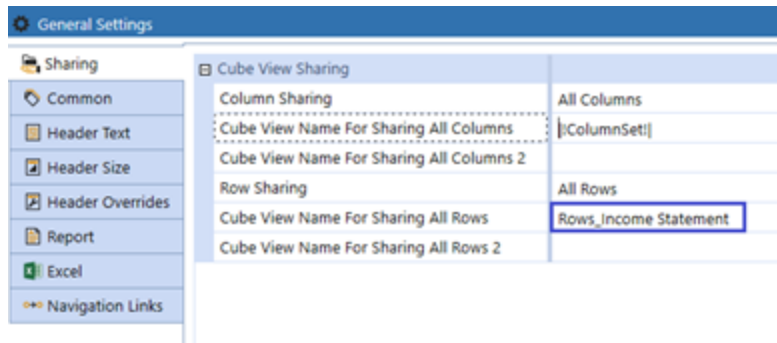 General Settings
Sharing
Common
Header Text
Header Size
Header Overrides
Report
Excel
Navigation Links
Cube View Sharing
Column Sharing All Columns
Cube View Name For Sharing All Columns |!ColumnSet!|
Cube View Name For Sharing All Columns 2
Row Sharing All Rows
Cube View Name For Sharing All Rows Rows_Income Statement
Cube View Name For Sharing All Rows 2